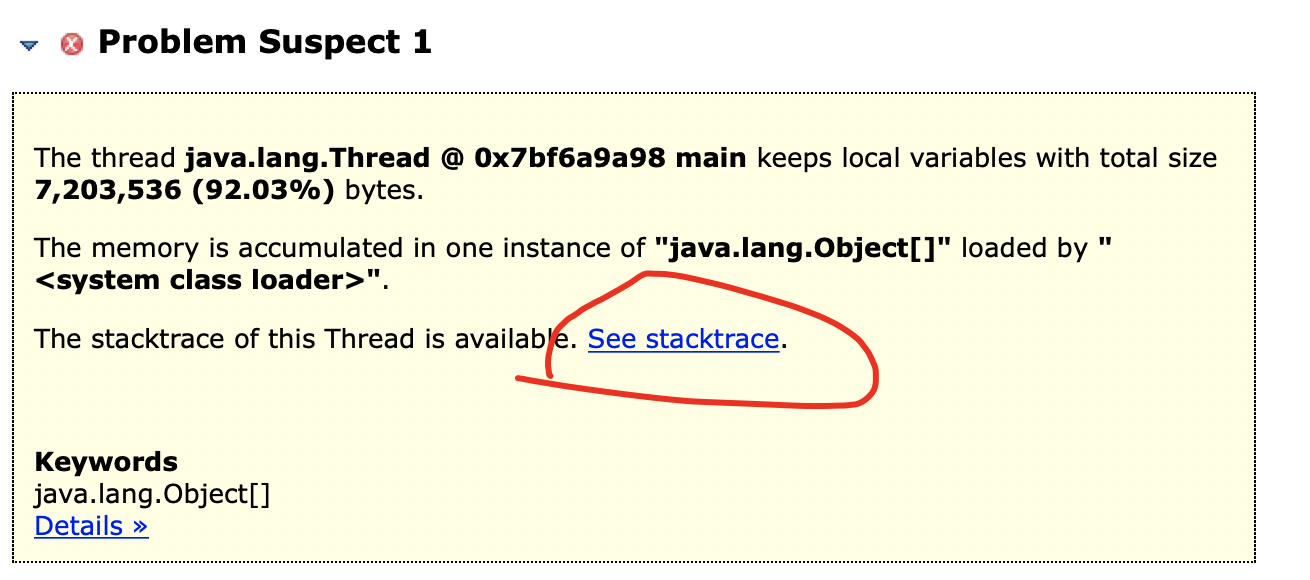 Problem Suspect 1
The thread java.lang.Thread @ 0x7bf6a9a98 main keeps local variables with total size
7,203,536 (92.03%) bytes.
The memory is accumulated in one instance of "java.lang.Object[]" loaded by "
<system class loader>".
The stacktrace of this Thread is available. See stacktrace.
Keywords
java.lang.Object[]
Details »